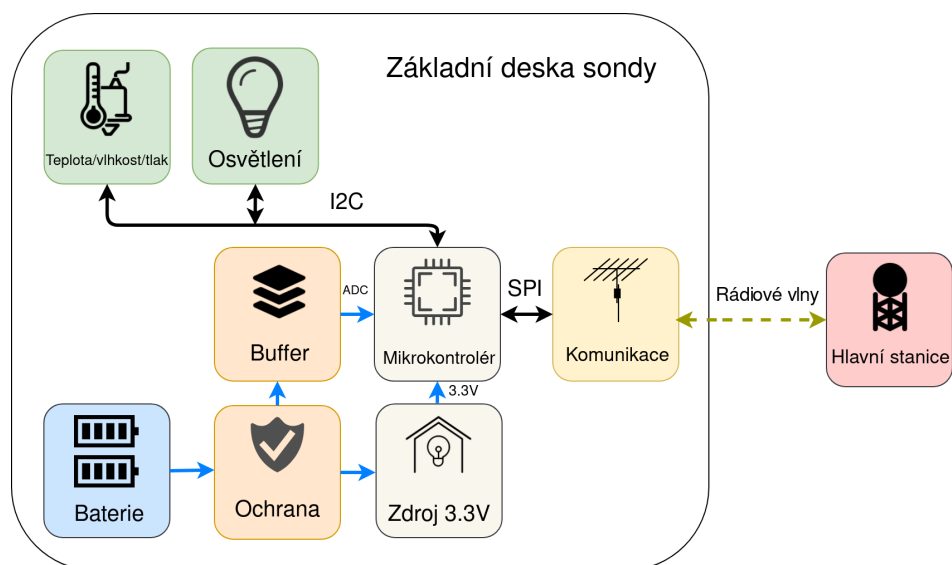 Základní deska sondy
Teplota/vlhkost/tlak
Osvětlení
I2C
Buffer
ADC
Mikrokontrolér
SPI
Komunikace
Rádiové vlny
Hlavní stanice
3.3V
Baterie
Ochrana
Zdroj 3.3V